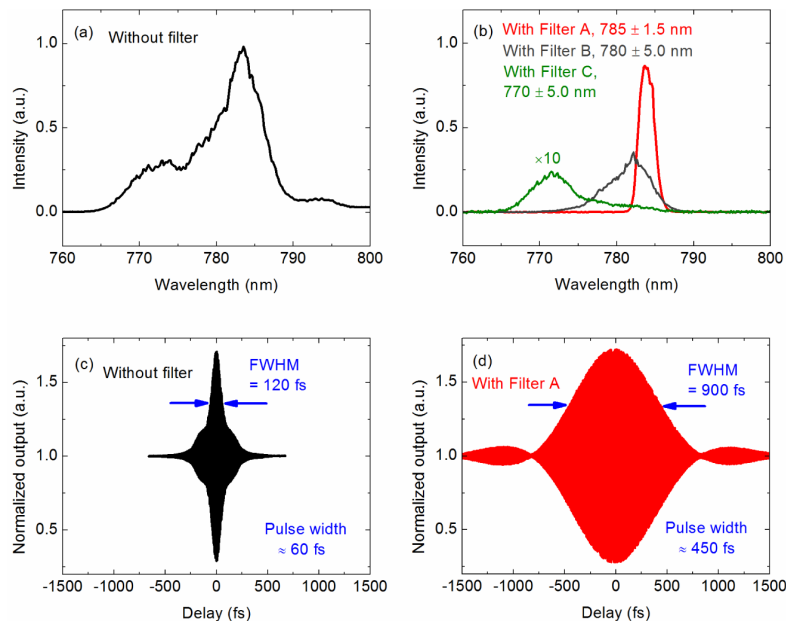 (a)
Without filter
1.0
0.5
0.0
Intensity (a.u.)
760
770
780
790
800
Wavelength (nm)
(b)
With Filter A, 785 ± 1.5 nm
With Filter B, 780 ± 5.0 nm
With Filter C,
770 ± 5.0 nm
×10
1.0
0.5
0.0
Intensity (a.u.)
760
770
780
790
800
Wavelength (nm)
(c)
Without filter
FWHM
= 120 fs
Pulse width
≈ 60 fs
1.5
1.0
0.5
Normalized output (a.u.)
-1500
-1000
-500
0
500
1000
1500
Delay (fs)
(d)
With Filter A
FWHM
= 900 fs
Pulse width
≈ 450 fs
1.5
1.0
0.5
Normalized output (a.u.)
-1500
-1000
-500
0
500
1000
1500
Delay (fs)